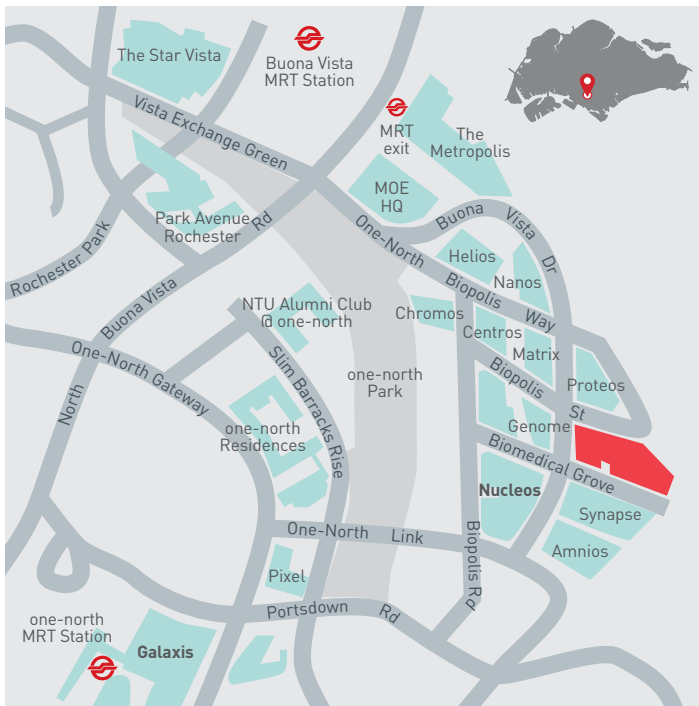 The Star Vista
Buona Vista
MRT Station
Vista Exchange Green
MRT
exit
The
Metropolis
MOE
HQ
Park Avenue
Rochester
Rochester Park
North Buona Vista Rd
One-North
Buona Vista Dr
Helios
Nanos
Biopolis Way
Chromos
Centros
Matrix
Proteos
Biopolis St
NTU Alumni Club
@ one-north
one-north
Park
Slim Barracks Rise
One-North Gateway
one-north
Residences
Genome
Biomedical Grove
Nucleos
Synapse
Amnios
One-North Link
Biopolis Rd
Pixel
Portsdown Rd
one-north
MRT Station
Galaxis